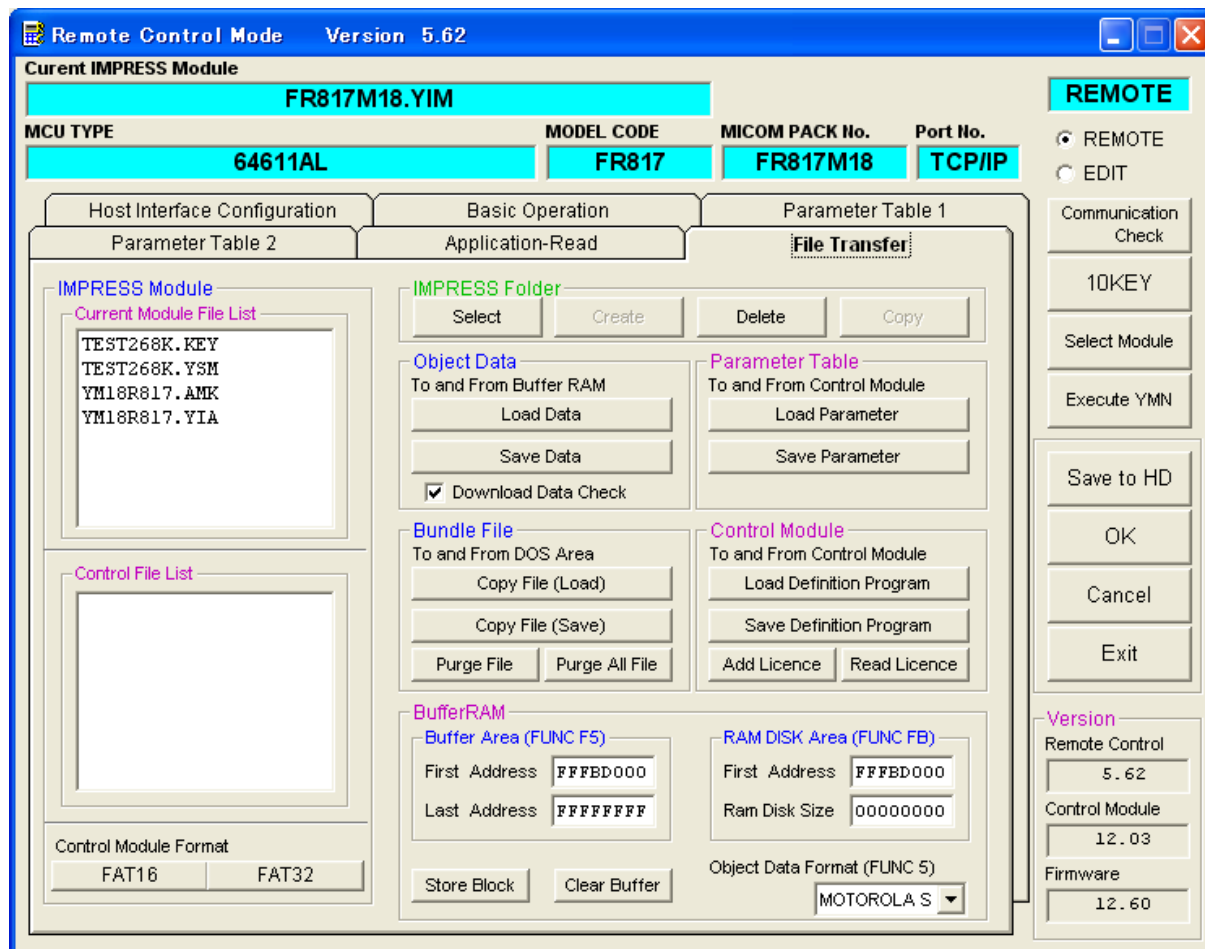 Remote Control Mode Version 5.62
Curent IMPRESS Module
FR817M18.YIM
MCU TYPE
MODEL CODE
MICOM PACK No.
Port No.
64611AL
FR817
FR817M18
TCP/IP
REMOTE
REMOTE
EDIT
Host Interface Configuration
Basic Operation
Parameter Table 1
Parameter Table 2
Application-Read
File Transfer
IMPRESS Module
Current Module File List
TEST268K.KEY
TEST268K.YSM
YM18R817.AMK
YM18R817.YIA
Control File List
Control Module Format
FAT16
FAT32
IMPRESS Folder
Select
Create
Delete
Copy
Object Data
To and From Buffer RAM
Load Data
Save Data
Download Data Check
Parameter Table
To and From Control Module
Load Parameter
Save Parameter
Bundle File
To and From DOS Area
Copy File (Load)
Copy File (Save)
Purge File
Purge All File
Control Module
To and From Control Module
Load Definition Program
Save Definition Program
Add Licence
Read Licence
BufferRAM
Buffer Area (FUNC F5)
First Address
FFFBD000
Last Address
FFFFFFFF
RAM DISK Area (FUNC FB)
First Address
FFFBD000
Ram Disk Size
00000000
Store Block
Clear Buffer
Object Data Format (FUNC 5)
MOTOROLA S
Communication
Check
10KEY
Select Module
Execute YMN
Save to HD
OK
Cancel
Exit
Version
Remote Control
5.62
Control Module
12.03
Firmware
12.60